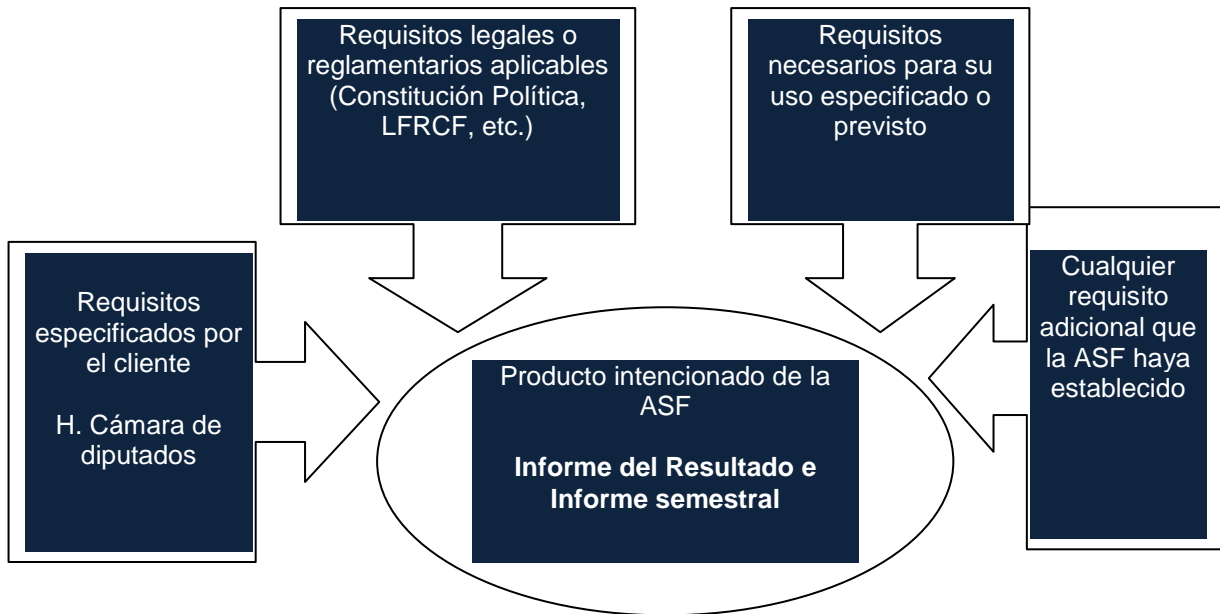 Requisitos legales o
reglamentarios aplicables
(Constitución Política,
LFRCF, etc.)
Requisitos
necesarios para su
uso especificado o
previsto
Requisitos
especificados por
el cliente
H. Cámara de
diputados
Cualquier
requisito
adicional que
la ASF haya
establecido
Producto intencionado de la
ASF
Informe del Resultado e
Informe semestral